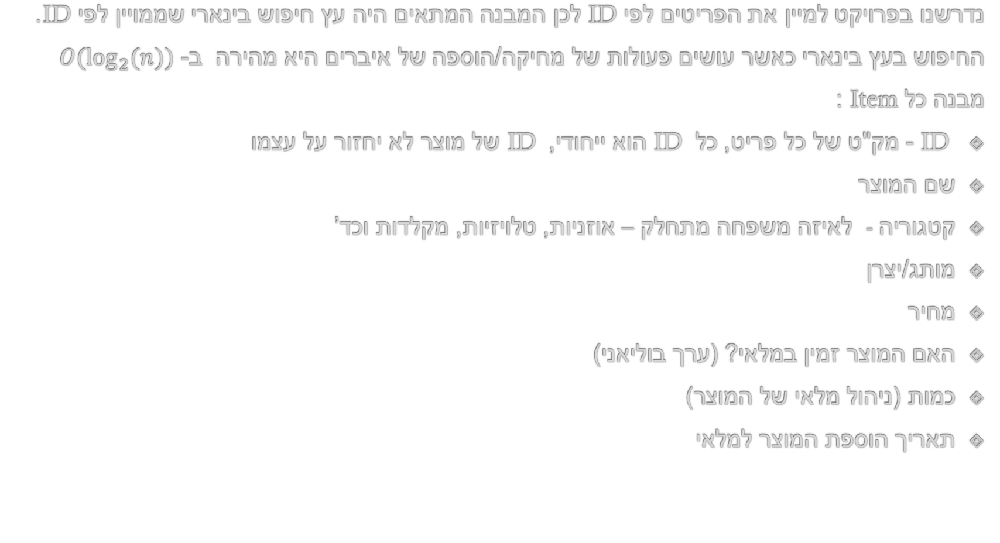 נדרשנו בפרויקט למיין את הפריטים לפי ID לכן המבנה המתאים היה עץ חיפוש בינארי שממויין לפי ID.
החיפוש בעץ בינארי כאשר עושים פעולות של מחיקה/הוספה של איברים היא מהירה ב- O(log₂(n))
מבנה כל Item :
ID - מק"ט של כל פריט, כל ID הוא ייחודי, ID של מוצר לא יחזור על עצמו
שם המוצר
קטגוריה - לאיזה משפחה מתחלק – אוזניות, טלויזיות, מקלדות וכד'
מותג/יצרן
מחיר
האם המוצר זמין במלאי? (ערך בוליאני)
כמות (ניהול מלאי של המוצר)
תאריך הוספת המוצר למלאי